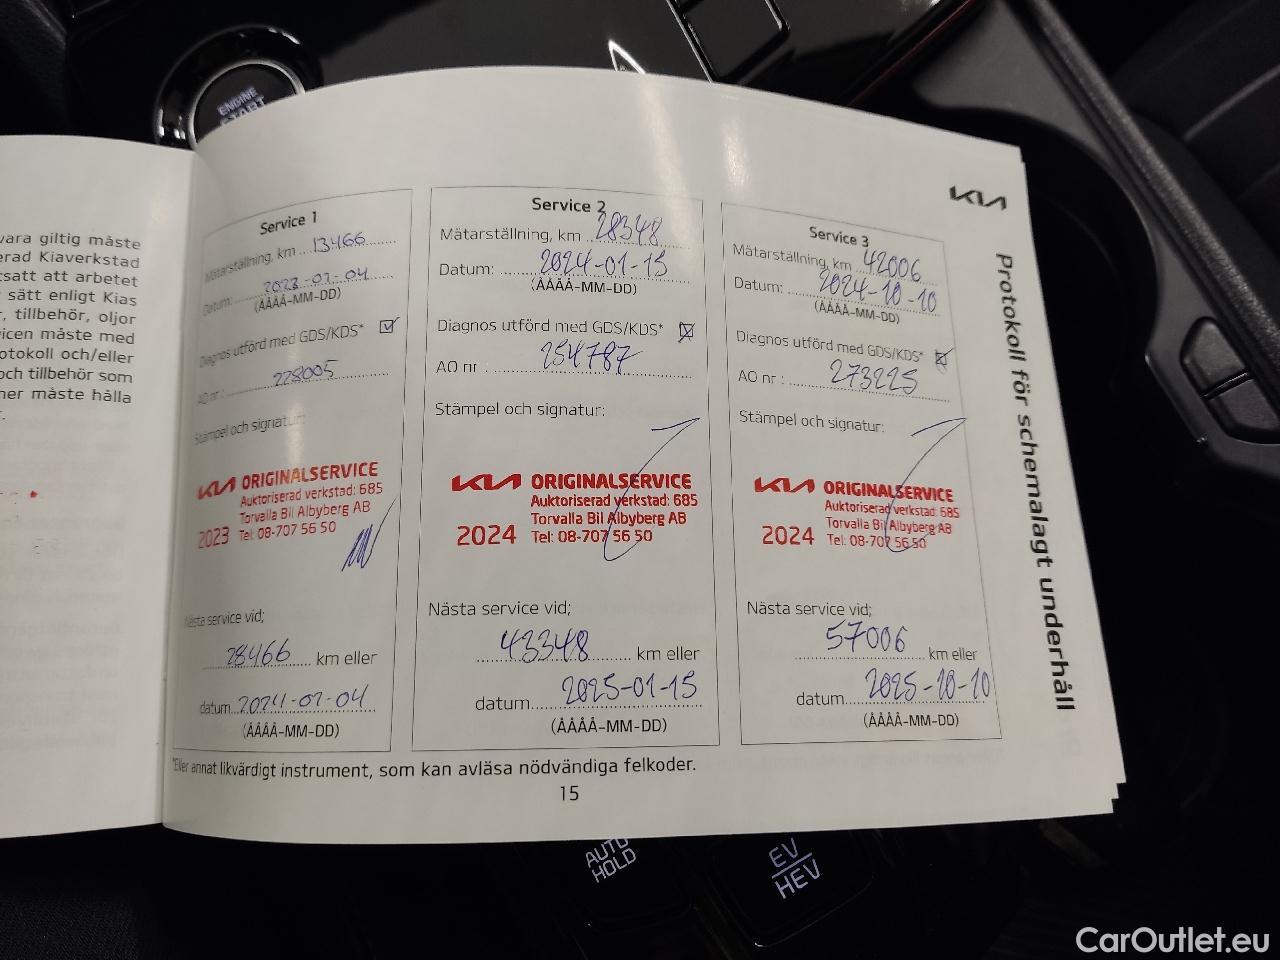 ENGINE
START
vara giltig måste
erad Kiaverkstad
tsatt att arbetet
sätt enligt Kias
, tillbehör, oljor
vicen måste med
otokoll och/eller
och tillbehör som
ner måste hålla
KIA
Protokoll för schemalagt underhåll
Service 1
Mätarställning, km 13466
Datum: 2023-02-04
(ÅÅÅÅ-MM-DD)
Diagnos utförd med GDS/KDS*
AO nr : 228005
Stämpel och signatur:
KIA ORIGINALSERVICE
Auktoriserad verkstad: 685
Torvalla Bil Albyberg AB
2023 Tel: 08-707 56 50
Nästa service vid;
28466 km eller
datum 2024-02-04
(ÅÅÅÅ-MM-DD)
Service 2
Mätarställning, km 28348
Datum: 2024-01-15
(ÅÅÅÅ-MM-DD)
Diagnos utförd med GDS/KDS*
AO nr : 254787
Stämpel och signatur:
KIA ORIGINALSERVICE
Auktoriserad verkstad: 685
Torvalla Bil Albyberg AB
2024 Tel: 08-707 56 50
Nästa service vid;
43348 km eller
datum 2025-01-15
(ÅÅÅÅ-MM-DD)
Service 3
Mätarställning, km 42006
Datum: 2024-10-10
(ÅÅÅÅ-MM-DD)
Diagnos utförd med GDS/KDS*
AO nr : 273225
Stämpel och signatur:
KIA ORIGINALSERVICE
Auktoriserad verkstad: 685
Torvalla Bil Albyberg AB
2024 Tel: 08-707 56 50
Nästa service vid;
57006 km eller
datum 2025-10-10
(ÅÅÅÅ-MM-DD)
*Eller annat likvärdigt instrument, som kan avläsa nödvändiga felkoder.
15
AUTO
HOLD
EV
HEV
CarOutlet.eu